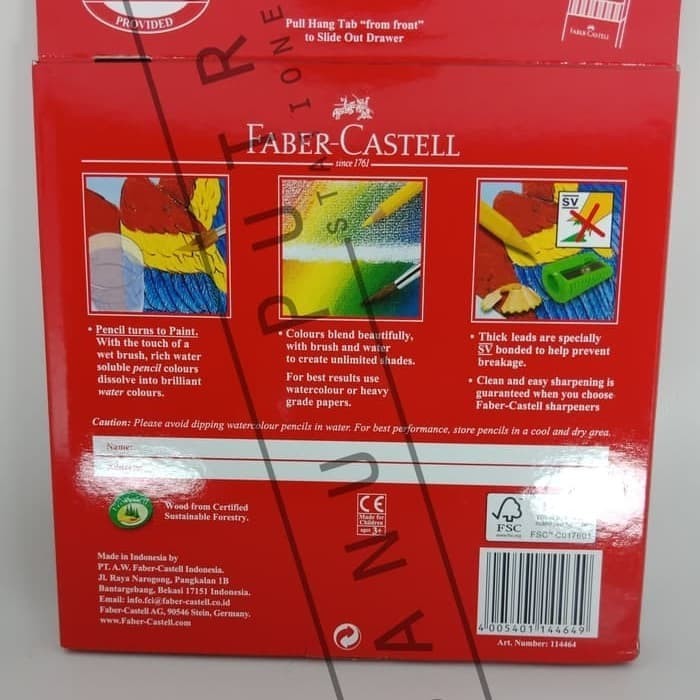 PROVIDED
Pull Hang Tab "from front"
to Slide Out Drawer
FABER-CASTELL
FABER-CASTELL
since 1761
SV
• Pencil turns to Paint.
With the touch of a
wet brush, rich water
soluble pencil colours
dissolve into brilliant
water colours.
• Colours blend beautifully,
with brush and water
to create unlimited shades.
For best results use
watercolour or heavy
grade papers.
• Thick leads are specially
SV bonded to help prevent
breakage.
• Clean and easy sharpening is
guaranteed when you choose
Faber-Castell sharpeners
Caution: Please avoid dipping watercolour pencils in water. For best performance, store pencils in a cool and dry area.
Name:
Wood from Certified
Sustainable Forestry.
CE
Made for
Children
ages 3+
FSC
www.fsc.org
FSC™ C017601
Made in Indonesia by
PT. A.W. Faber-Castell Indonesia.
Jl. Raya Narogong, Pangkalan 1B
Bantargebang, Bekasi 17151 Indonesia.
Email: info.fci@faber-castell.co.id
Faber-Castell AG, 90546 Stein, Germany.
www.Faber-Castell.com
4 005401 144649
Art. Number: 114464
PUTR
STATIONE
ANU